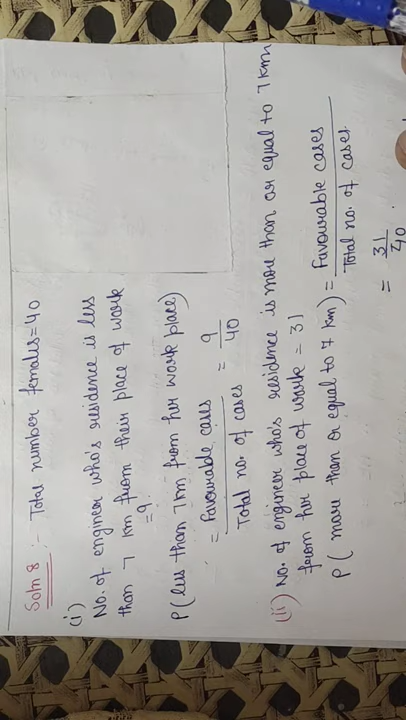 Soln 8 :- Total number females = 40
(i)
No. of engineer who's residence is less
than 7 km from their place of work
= 9.
P( less than 7 km from her work place)
= Favourable cases / Total no. of cases = 9/40
(ii) No. of engineer who's residence is more than or equal to 7 km
from her place of work = 31
P( more than or equal to 7 km) = Favourable cases / Total no. of cases.
= 31/40.